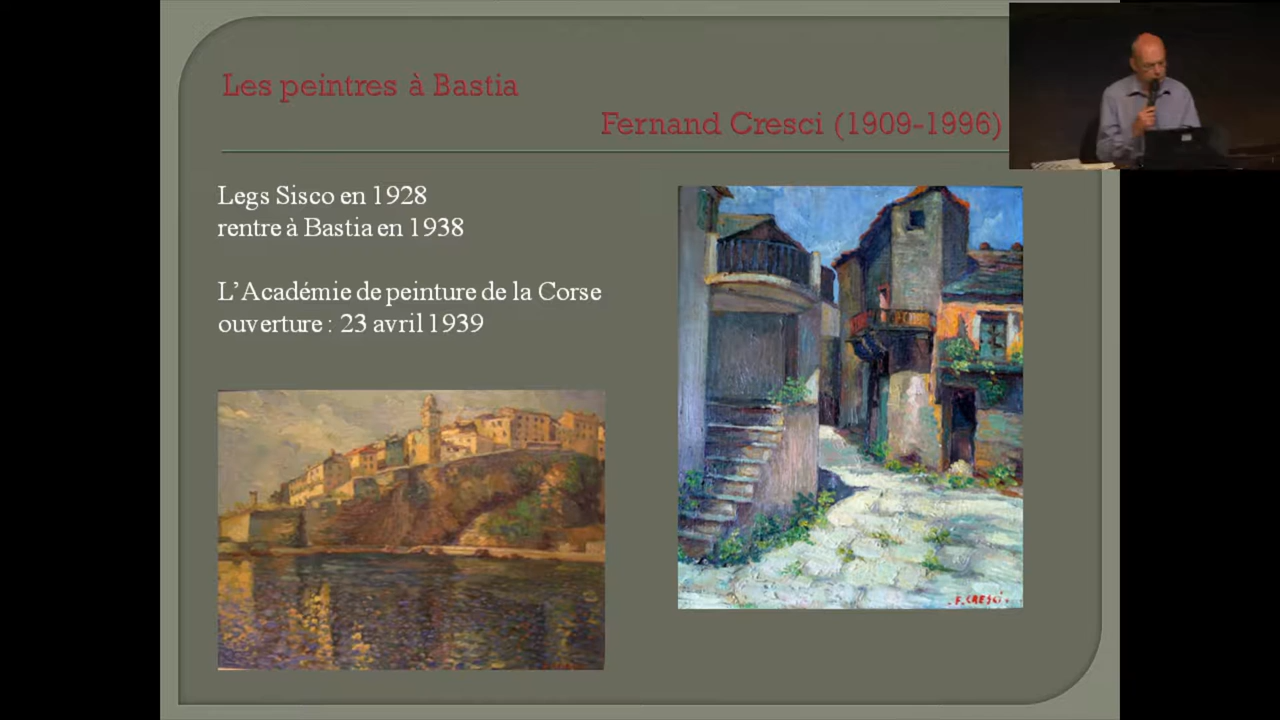 Les peintres à Bastia
Fernand Cresci (1909-1996)
Legs Sisco en 1928
rentre à Bastia en 1938
L’Académie de peinture de la Corse
ouverture : 23 avril 1939
. F. CRESCI .